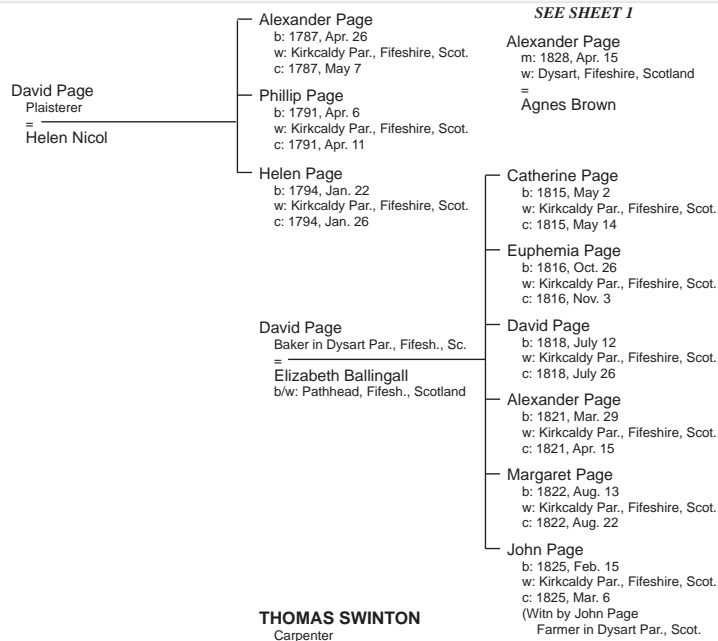 David Page
Plaisterer
=
Helen Nicol
Alexander Page
b: 1787, Apr. 26
w: Kirkcaldy Par., Fifeshire, Scot.
c: 1787, May 7
Phillip Page
b: 1791, Apr. 6
w: Kirkcaldy Par., Fifeshire, Scot.
c: 1791, Apr. 11
Helen Page
b: 1794, Jan. 22
w: Kirkcaldy Par., Fifeshire, Scot.
c: 1794, Jan. 26
SEE SHEET 1
Alexander Page
m: 1828, Apr. 15
w: Dysart, Fifeshire, Scotland
=
Agnes Brown
David Page
Baker in Dysart Par., Fifesh., Sc.
=
Elizabeth Ballingall
b/w: Pathhead, Fifesh., Scotland
Catherine Page
b: 1815, May 2
w: Kirkcaldy Par., Fifeshire, Scot.
c: 1815, May 14
Euphemia Page
b: 1816, Oct. 26
w: Kirkcaldy Par., Fifeshire, Scot.
c: 1816, Nov. 3
David Page
b: 1818, July 12
w: Kirkcaldy Par., Fifeshire, Scot.
c: 1818, July 26
Alexander Page
b: 1821, Mar. 29
w: Kirkcaldy Par., Fifeshire, Scot.
c: 1821, Apr. 15
Margaret Page
b: 1822, Aug. 13
w: Kirkcaldy Par., Fifeshire, Scot.
c: 1822, Aug. 22
John Page
b: 1825, Feb. 15
w: Kirkcaldy Par., Fifeshire, Scot.
c: 1825, Mar. 6
(Witn by John Page
Farmer in Dysart Par., Scot.
THOMAS SWINTON
Carpenter